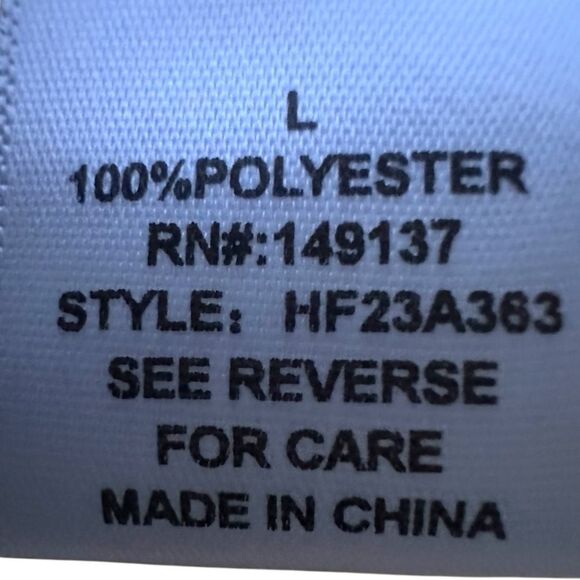 L
100%POLYESTER
RN#:149137
STYLE: HF23A363
SEE REVERSE
FOR CARE
MADE IN CHINA